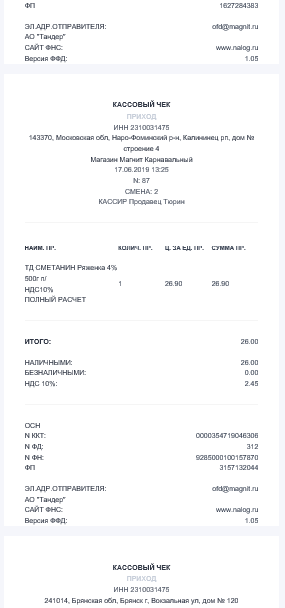 ФП 1627284383
ЭЛ.АДР.ОТПРАВИТЕЛЯ: ofd@magnit.ru
АО "Тандер"
САЙТ ФНС: www.nalog.ru
Версия ФФД: 1.05
КАССОВЫЙ ЧЕК
ПРИХОД
ИНН 2310031475
143370, Московская обл, Наро-Фоминский р-н, Калининец рп, дом №
строение 4
Магазин Магнит Карнавальный
17.06.2019 13:25
N: 87
СМЕНА: 2
КАССИР Продавец Тюрин
НАИМ. ПР. КОЛИЧ. ПР. Ц. ЗА ЕД. ПР. СУММА ПР.
ТД СМЕТАНИН Ряженка 4%
500г п/
1 26.90 26.90
НДС10%
ПОЛНЫЙ РАСЧЕТ
ИТОГО: 26.00
НАЛИЧНЫМИ: 26.00
БЕЗНАЛИЧНЫМИ: 0.00
НДС 10%: 2.45
ОСН
N ККТ: 0000354719046306
N ФД: 312
N ФН: 9285000100157870
ФП 3157132044
ЭЛ.АДР.ОТПРАВИТЕЛЯ: ofd@magnit.ru
АО "Тандер"
САЙТ ФНС: www.nalog.ru
Версия ФФД: 1.05
КАССОВЫЙ ЧЕК
ПРИХОД
ИНН 2310031475
241014, Брянская обл, Брянск г, Вокзальная ул, дом № 120